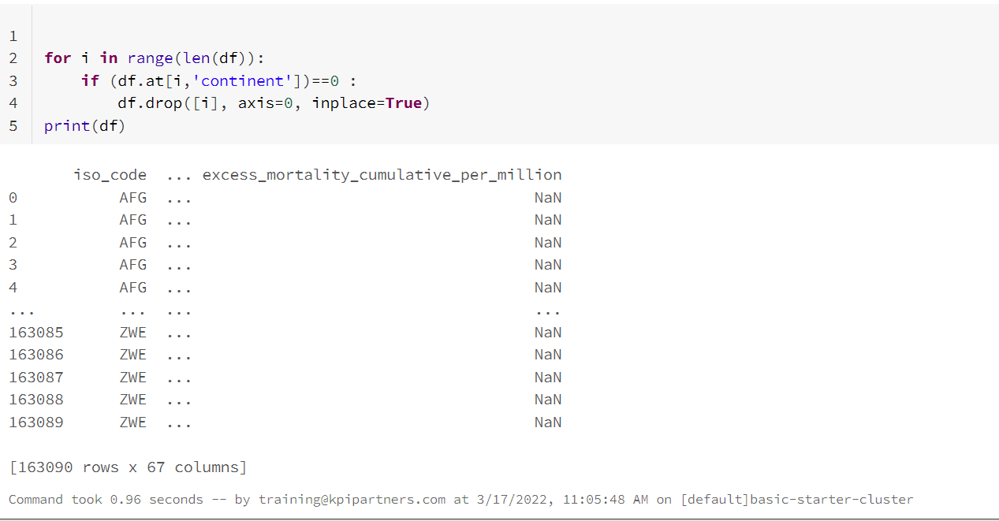 1
2 for i in range(len(df)):
3 if (df.at[i,'continent'])==0 :
4 df.drop([i], axis=0, inplace=True)
5 print(df)
iso_code ... excess_mortality_cumulative_per_million
0 AFG ... NaN
1 AFG ... NaN
2 AFG ... NaN
3 AFG ... NaN
4 AFG ... NaN
... ... ... ...
163085 ZWE ... NaN
163086 ZWE ... NaN
163087 ZWE ... NaN
163088 ZWE ... NaN
163089 ZWE ... NaN
[163090 rows x 67 columns]
Command took 0.96 seconds -- by training@kpipartners.com at 3/17/2022, 11:05:48 AM on [default]basic-starter-cluster